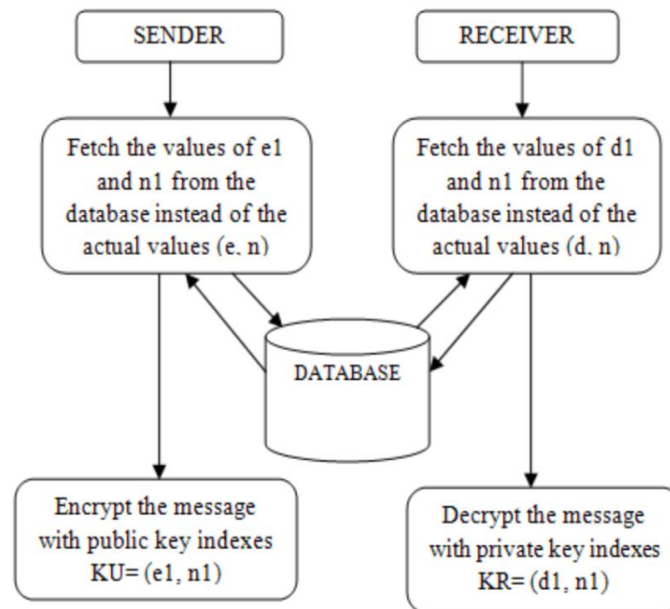 SENDER
Fetch the values of e1
and n1 from the
database instead of the
actual values (e, n)
RECEIVER
Fetch the values of d1
and n1 from the
database instead of the
actual values (d, n)
DATABASE
Encrypt the message
with public key indexes
KU= (e1, n1)
Decrypt the message
with private key indexes
KR= (d1, n1)